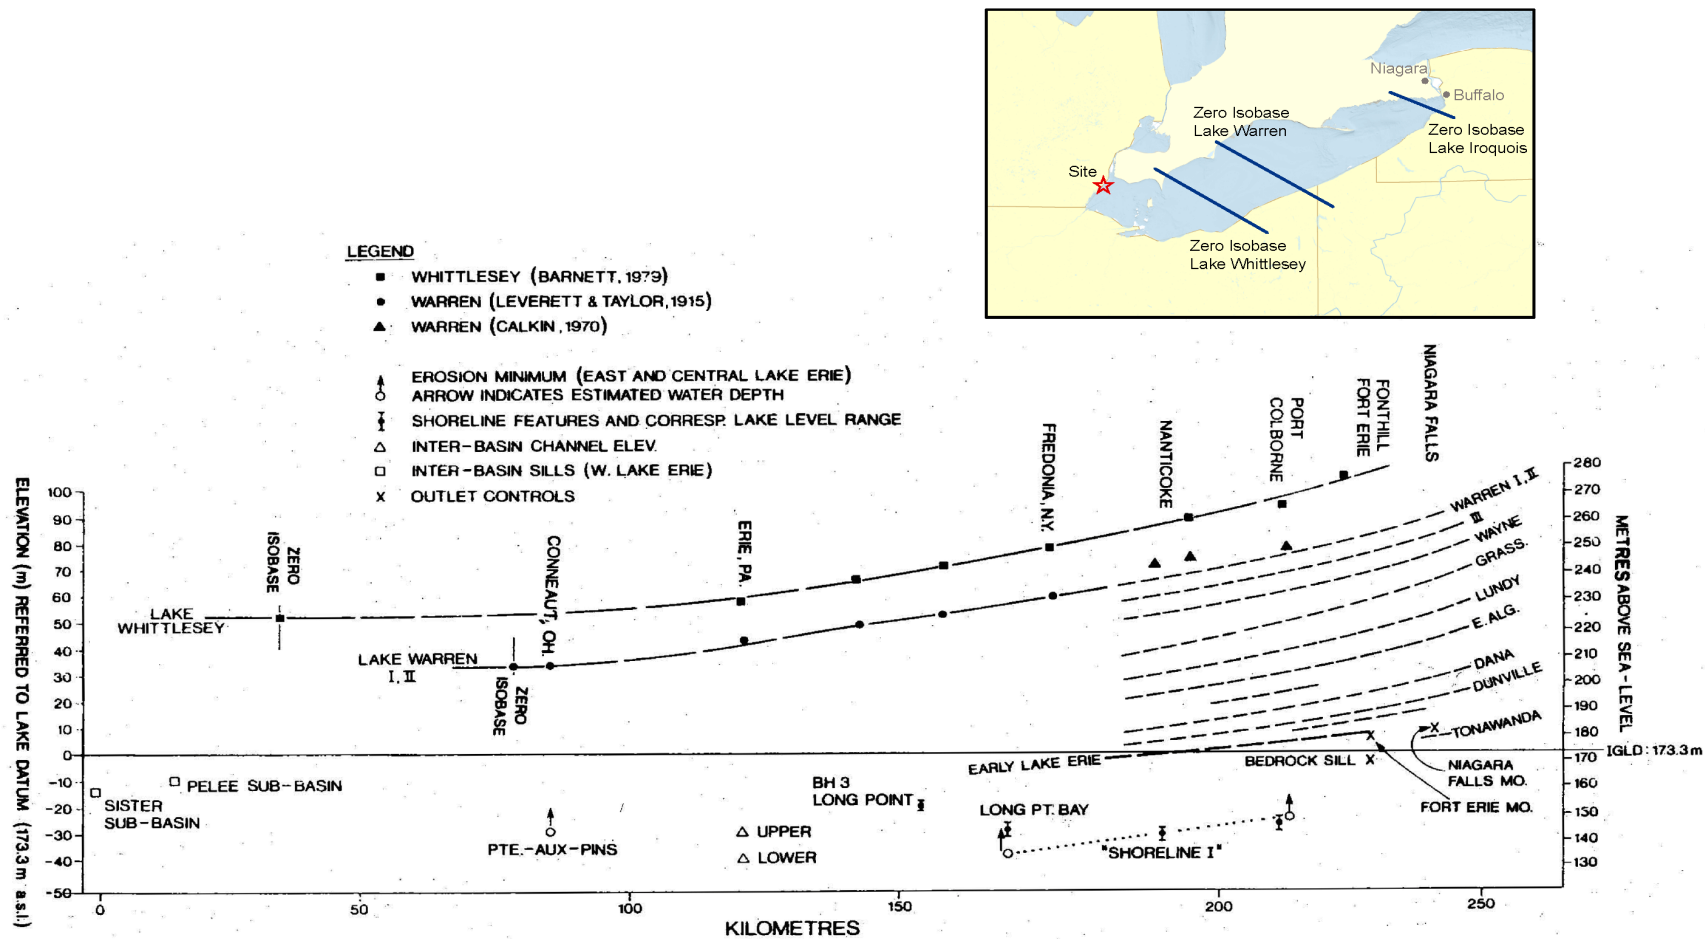 Niagara
Buffalo
Zero Isobase
Lake Warren
Zero Isobase
Lake Iroquois
Site
Zero Isobase
Lake Whittlesey
LEGEND
WHITTLESEY (BARNETT, 1979)
WARREN (LEVERETT & TAYLOR, 1915)
WARREN (CALKIN, 1970)
EROSION MINIMUM (EAST AND CENTRAL LAKE ERIE)
ARROW INDICATES ESTIMATED WATER DEPTH
SHORELINE FEATURES AND CORRESP. LAKE LEVEL RANGE
INTER-BASIN CHANNEL ELEV.
INTER-BASIN SILLS (W. LAKE ERIE)
X OUTLET CONTROLS
ELEVATION (m) REFERRED TO LAKE DATUM (173.3 m a.s.l.)
100
90
80
70
60
50
40
30
20
10
0
-10
-20
-30
-40
-50
ZERO
ISOBASE
CONNEAUT, OH.
ERIE, PA.
FREDONIA, N.Y.
NANTICOKE
PORT
COLBORNE
FONTHILL
FORT ERIE
NIAGARA FALLS
LAKE
WHITTLESEY
LAKE WARREN
I, II
ZERO
ISOBASE
WARREN I, II
III
WAYNE
GRASS.
LUNDY
E. ALG.
DANA
DUNVILLE
TONAWANDA
280
270
260
250
240
230
220
210
200
190
180
170
160
150
140
130
METRES ABOVE SEA-LEVEL
IGLD: 173.3 m
EARLY LAKE ERIE
BEDROCK SILL X
X
X
NIAGARA
FALLS MO.
FORT ERIE MO.
PELEE SUB-BASIN
SISTER
SUB-BASIN
PTE.-AUX-PINS
UPPER
LOWER
BH 3
LONG POINT
LONG PT. BAY
"SHORELINE I"
0
50
100
150
200
250
KILOMETRES